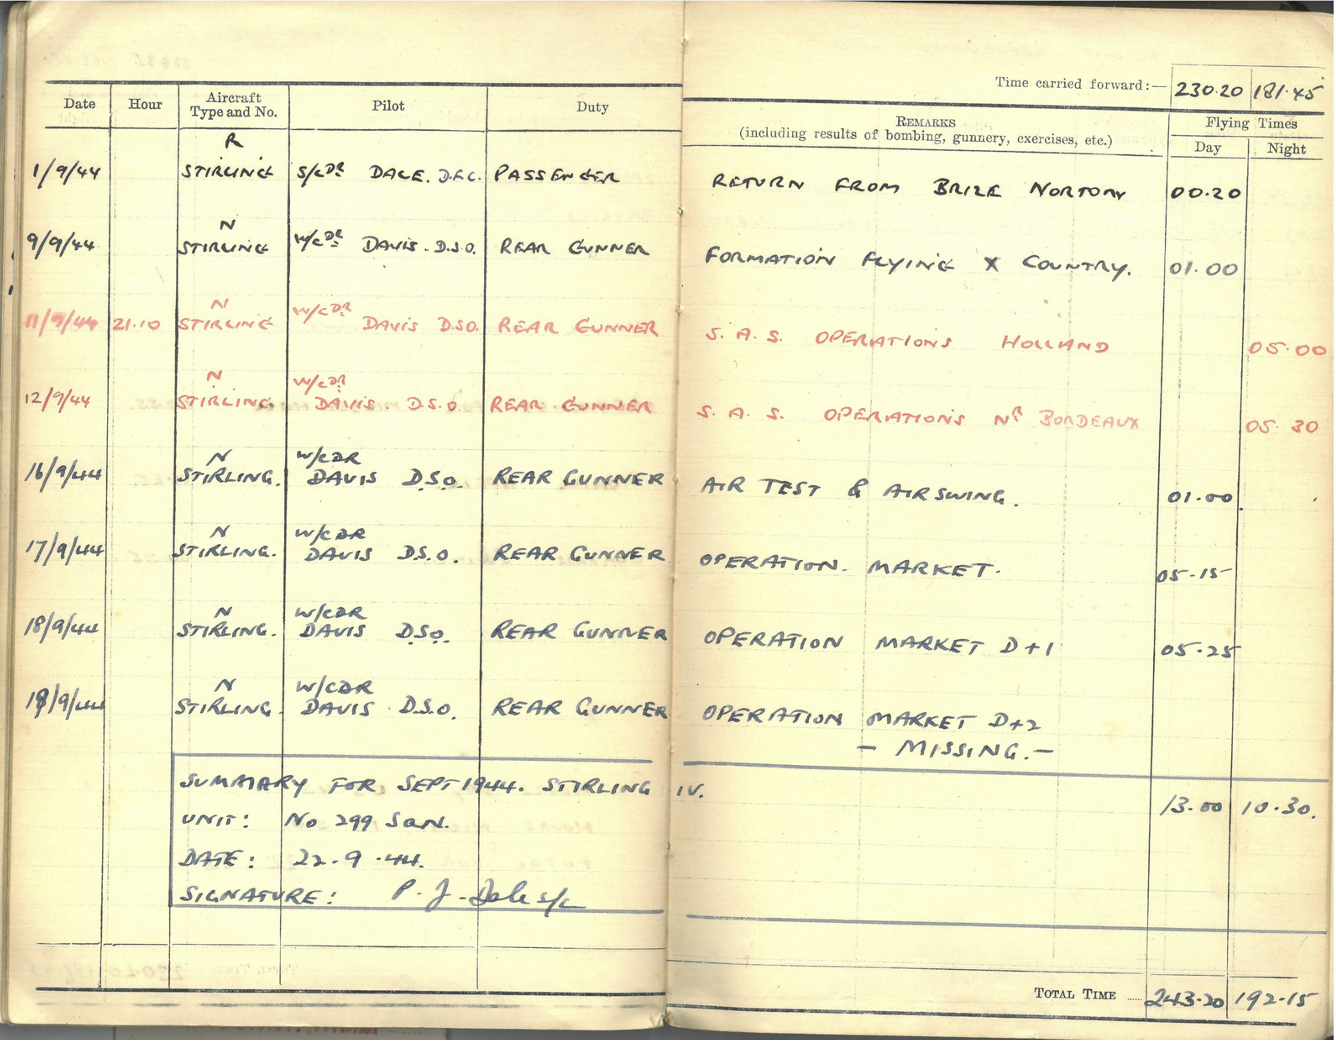 Time carried forward:— 230.20 181.45
Date Hour Aircraft Type and No. Pilot Duty REMARKS (including results of bombing, gunnery, exercises, etc.) Flying Times Day Night
1/9/44 R STIRLING S/LDR DALE. D.F.C. PASSENGER RETURN FROM BRIZE NORTON 00.20
9/9/44 N STIRLING W/CDR DAVIS. D.S.O. REAR GUNNER FORMATION FLYING X COUNTRY. 01.00
11/9/44 21.10 N STIRLING W/CDR DAVIS D.S.O. REAR GUNNER S.A.S. OPERATIONS HOLLAND 05.00
12/9/44 N STIRLING W/CDR DAVIS. D.S.O. REAR GUNNER S.A.S. OPERATIONS NR BORDEAUX 05.30
16/9/44 N STIRLING. W/CDR DAVIS D.S.O. REAR GUNNER AIR TEST & AIR SWING. 01.00
17/9/44 N STIRLING. W/CDR DAVIS D.S.O. REAR GUNNER OPERATION. MARKET. 05.15
18/9/44 N STIRLING. W/CDR DAVIS D.S.O. REAR GUNNER OPERATION MARKET D+1 05.25
19/9/44 N STIRLING. W/CDR DAVIS D.S.O. REAR GUNNER OPERATION MARKET D+2
— MISSING. —
SUMMARY FOR SEPT 1944. STIRLING IV. 13.00 10.30.
UNIT: No 299 SQN.
DATE: 22.9.44.
SIGNATURE: P. J. Dale s/L
TOTAL TIME .... 243.20 192.15